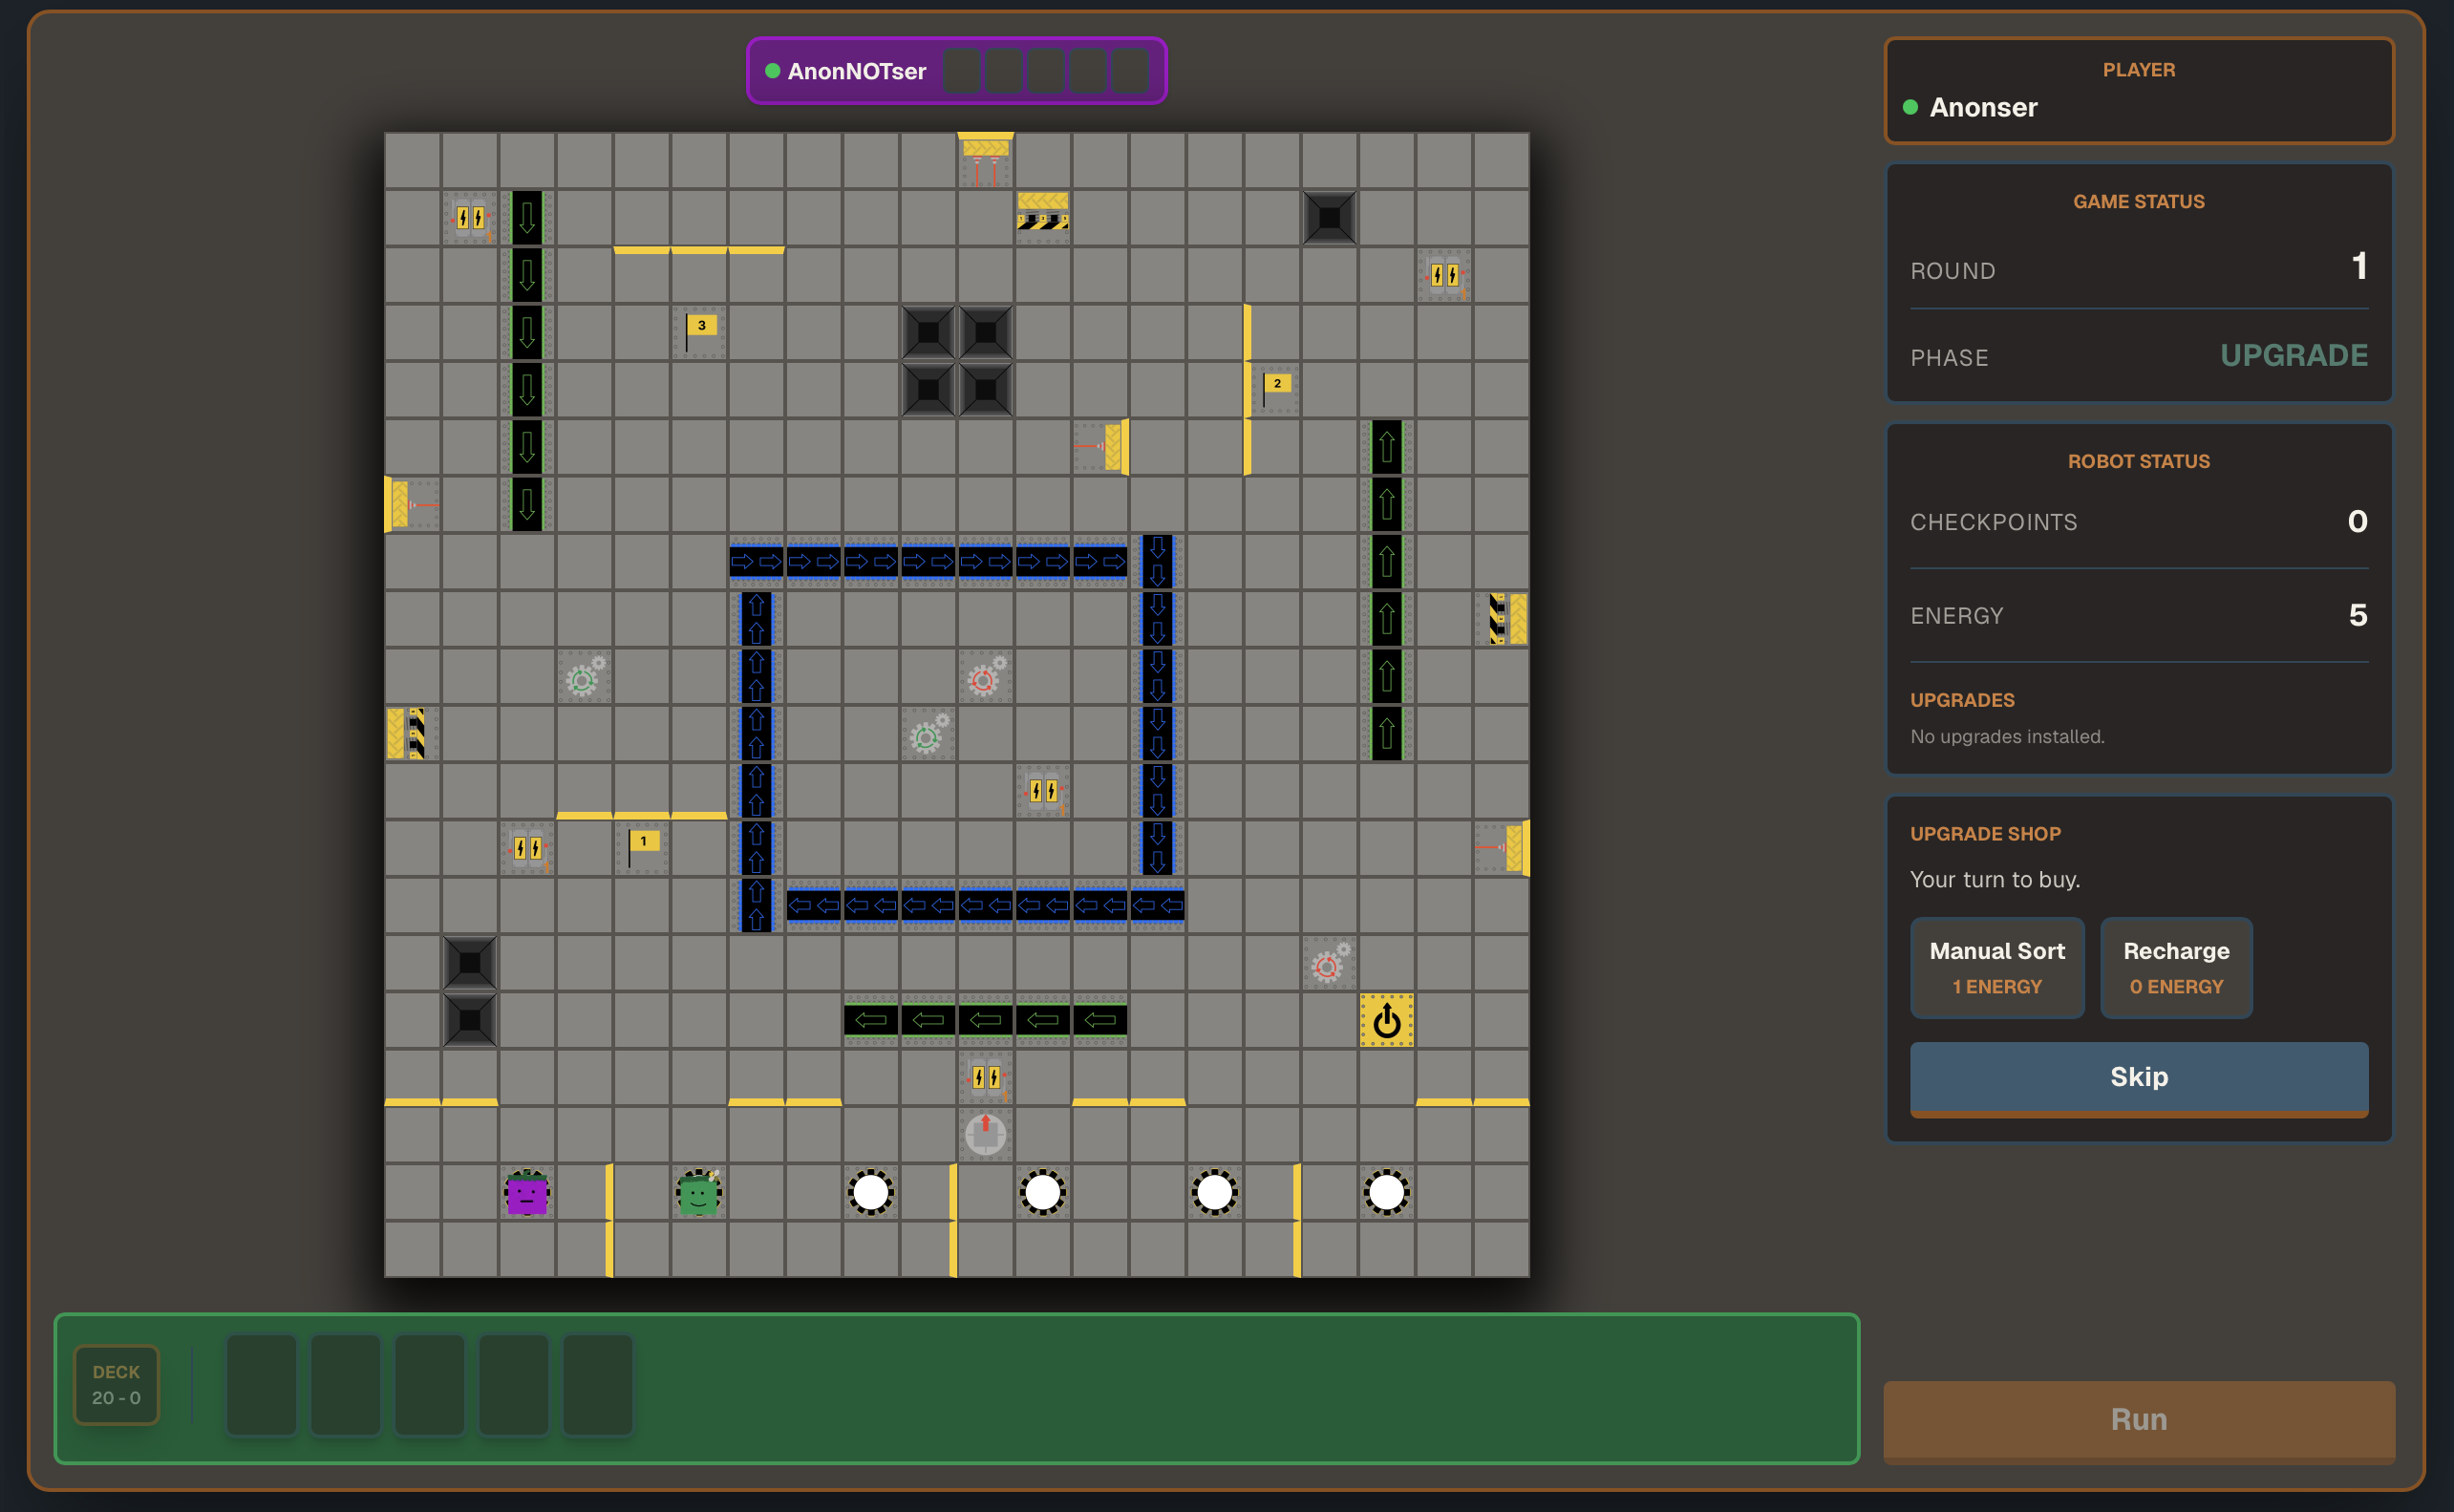 AnonNOTser
PLAYER
Anonser
GAME STATUS
ROUND 1
PHASE UPGRADE
ROBOT STATUS
CHECKPOINTS 0
ENERGY 5
UPGRADES
No upgrades installed.
UPGRADE SHOP
Your turn to buy.
Manual Sort Recharge
1 ENERGY 0 ENERGY
Skip
3
2
1
DECK
20 - 0
Run